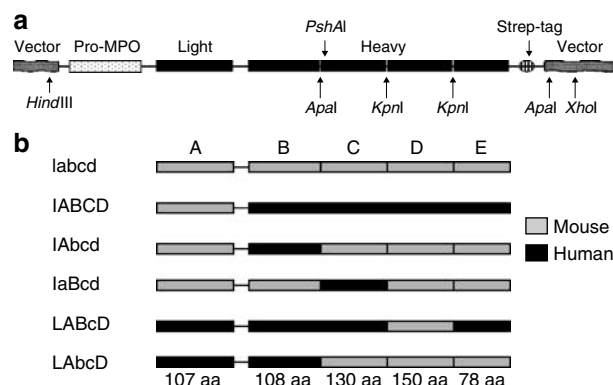 a
PshAI
Strep-tag
Vector
Pro-MPO
Light
Heavy
Vector
HindIII
ApaI
KpnI
KpnI
ApaI
XhoI
b
A
B
C
D
E
labcd
lABCD
lAbcd
laBcd
LABcD
LAbcD
Mouse
Human
107 aa
108 aa
130 aa
150 aa
78 aa